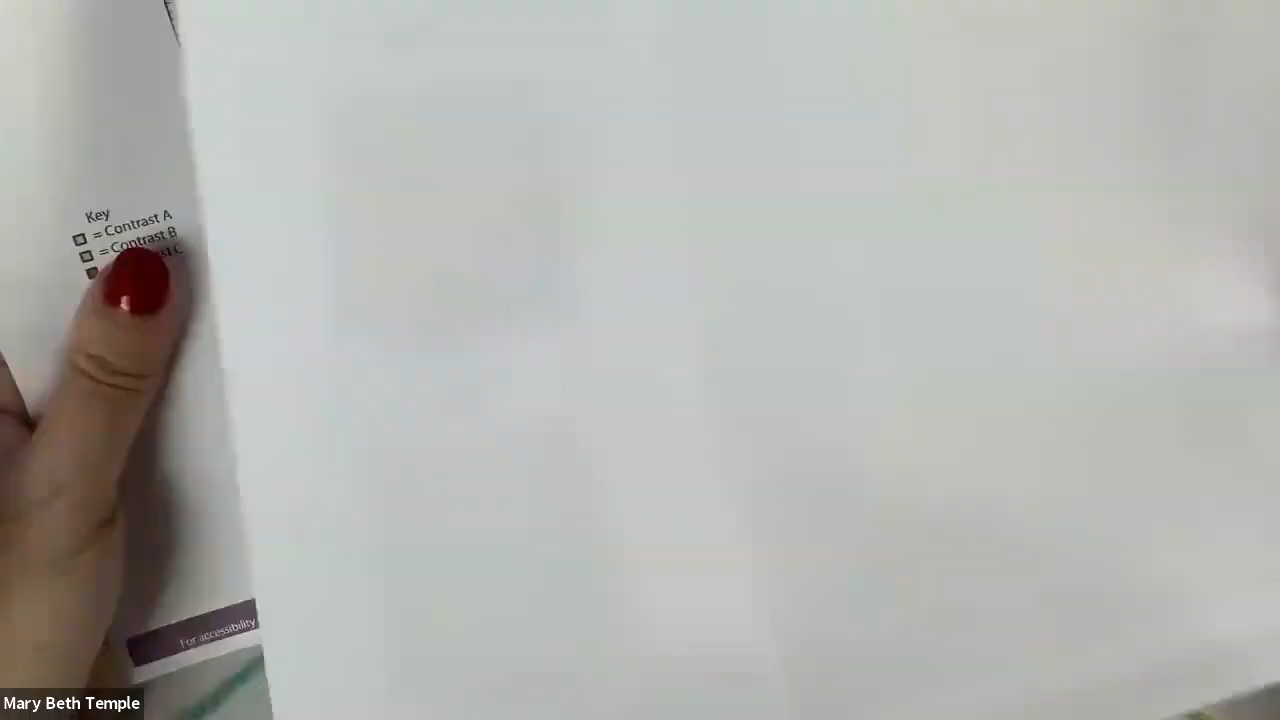 Key
= Contrast A
= Contrast B
C
For accessibility
Mary Beth Temple